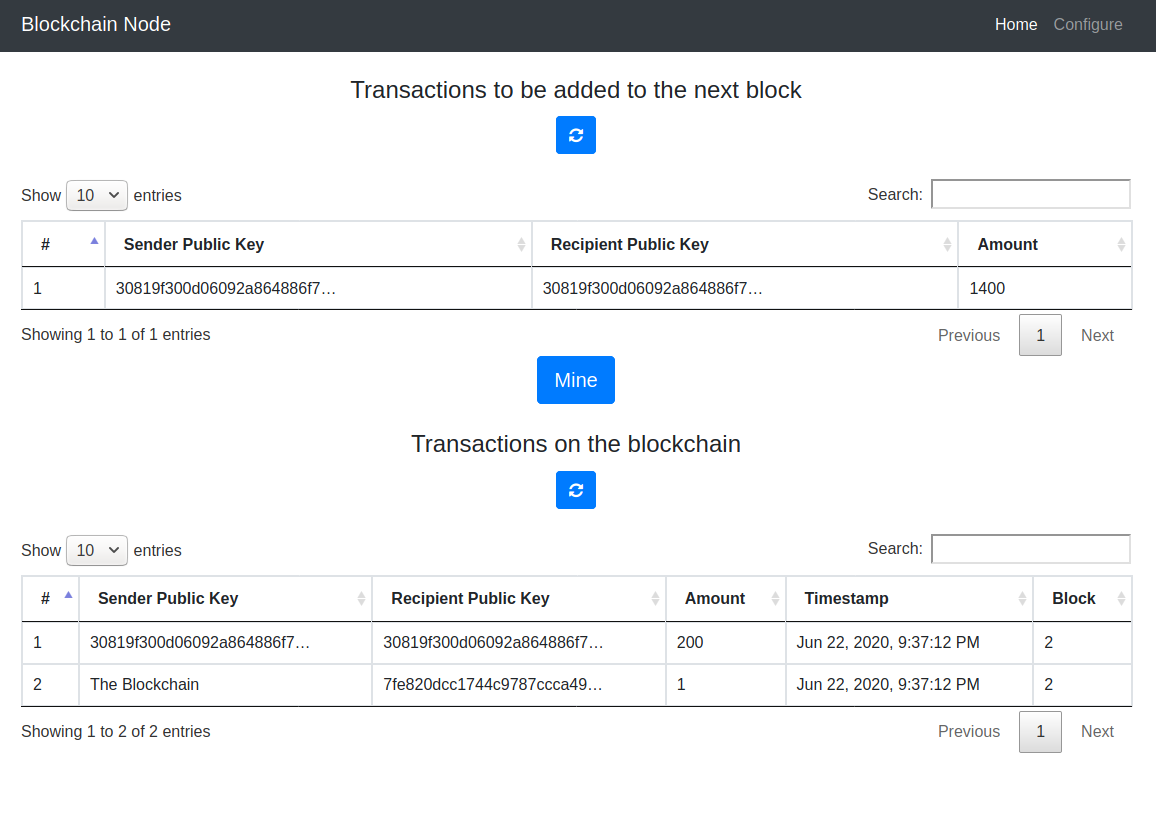 Blockchain Node Home Configure
Transactions to be added to the next block
Show 10 entries Search:
# Sender Public Key Recipient Public Key Amount
1 30819f300d06092a864886f7… 30819f300d06092a864886f7… 1400
Showing 1 to 1 of 1 entries Previous 1 Next
Mine
Transactions on the blockchain
Show 10 entries Search:
# Sender Public Key Recipient Public Key Amount Timestamp Block
1 30819f300d06092a864886f7… 30819f300d06092a864886f7… 200 Jun 22, 2020, 9:37:12 PM 2
2 The Blockchain 7fe820dcc1744c9787ccca49… 1 Jun 22, 2020, 9:37:12 PM 2
Showing 1 to 2 of 2 entries Previous 1 Next